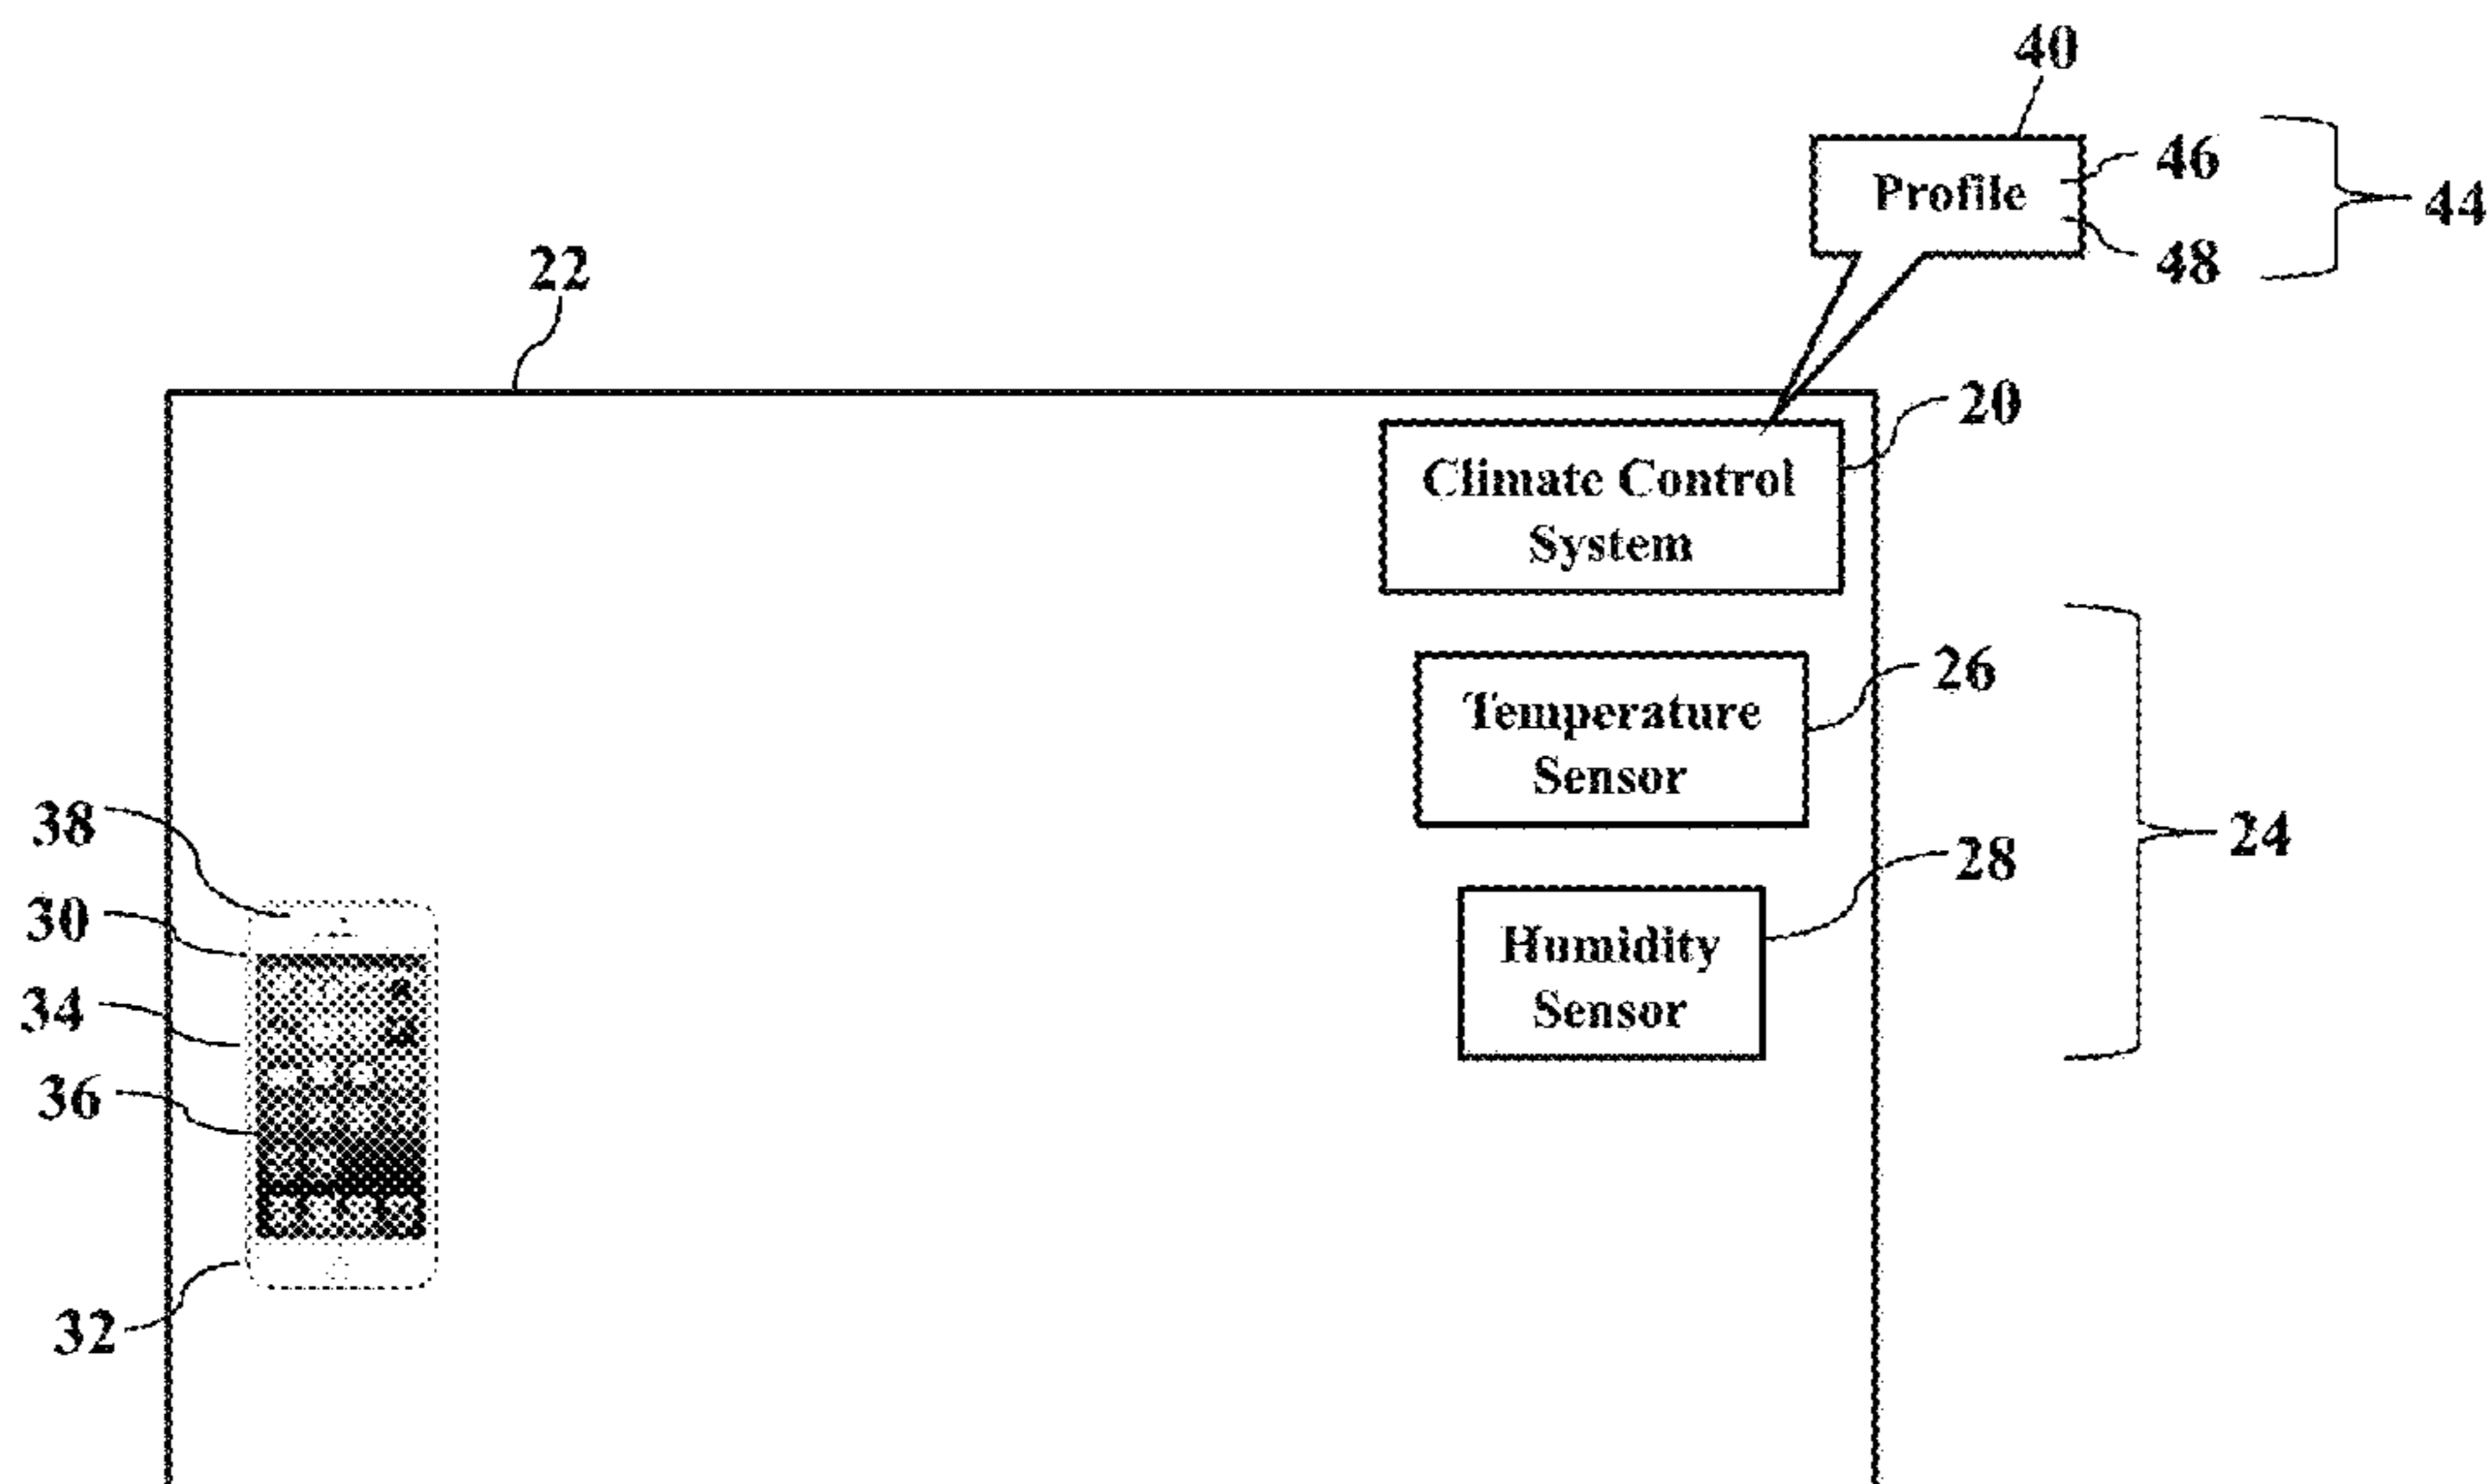 40
46
Profile
44
48
22
20
Climate Control
System
26
Temperature
Sensor
38
24
28
30
Humidity
Sensor
34
36
32